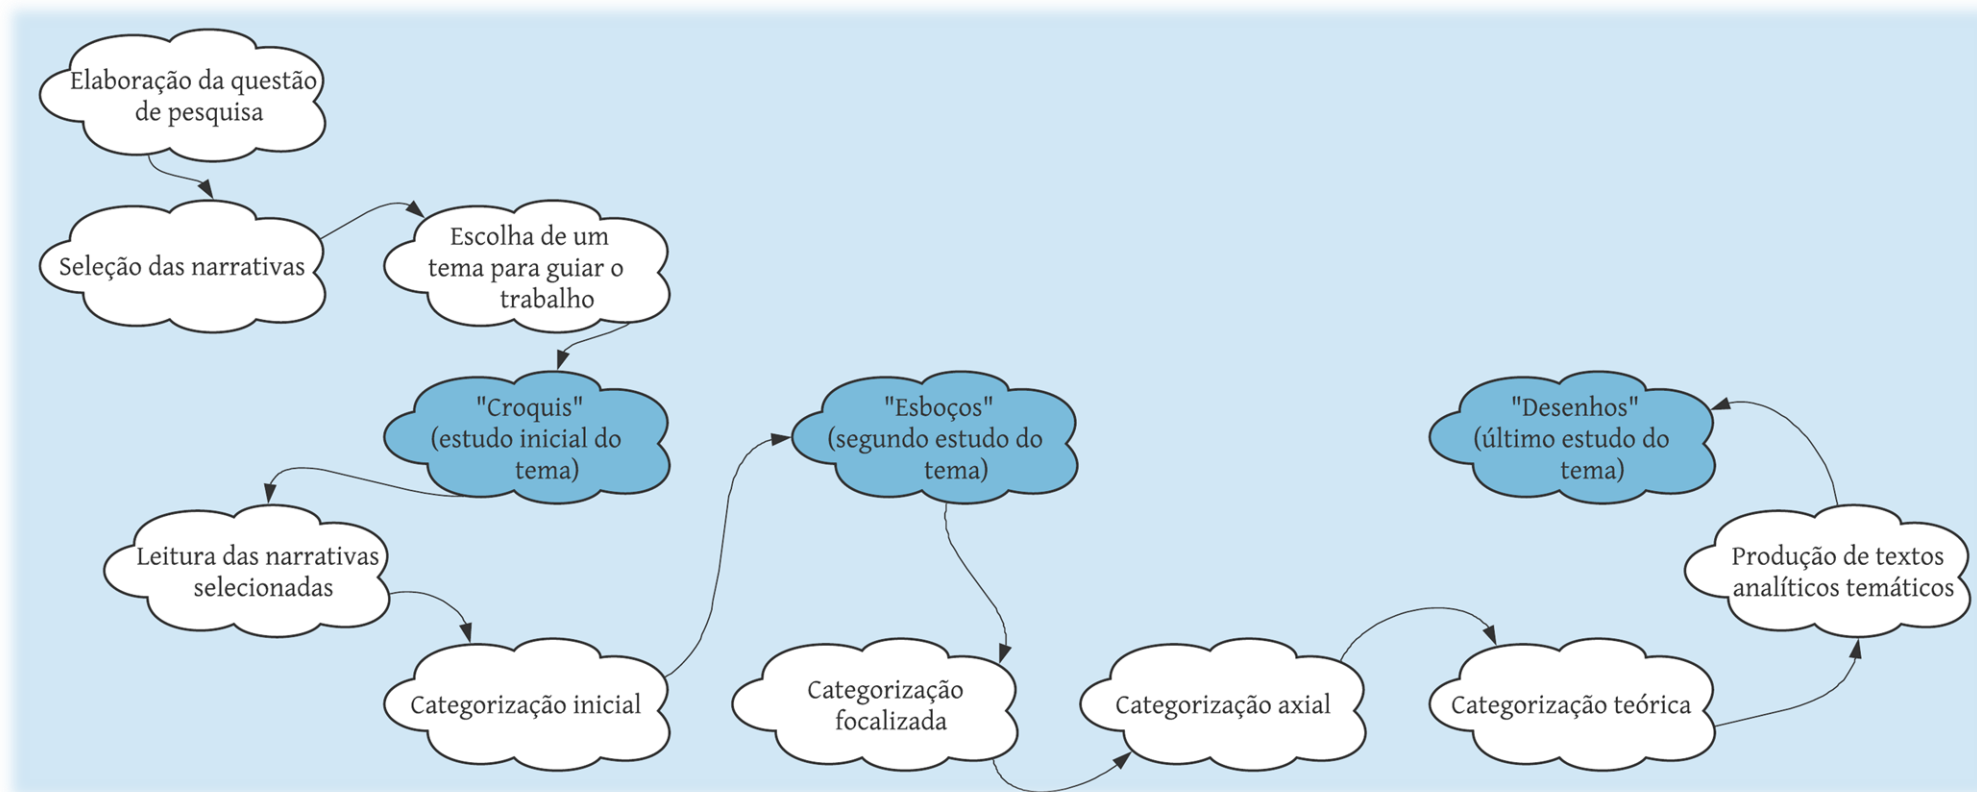 Elaboração da questão
de pesquisa
Seleção das narrativas
Escolha de um
tema para guiar o
trabalho
"Croquis"
(estudo inicial do
tema)
Leitura das narrativas
selecionadas
Categorização inicial
"Esboços"
(segundo estudo do
tema)
Categorização
focalizada
Categorização axial
Categorização teórica
Produção de textos
analíticos temáticos
"Desenhos"
(último estudo do
tema)